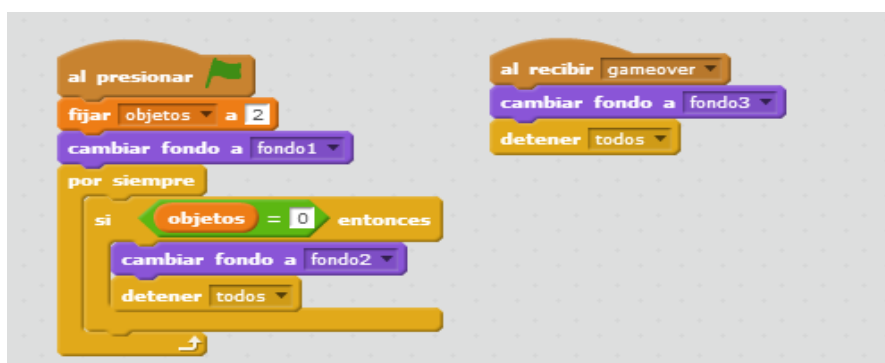 al presionar
fijar objetos a 2
cambiar fondo a fondo1
por siempre
si objetos = 0 entonces
cambiar fondo a fondo2
detener todos
al recibir gameover
cambiar fondo a fondo3
detener todos